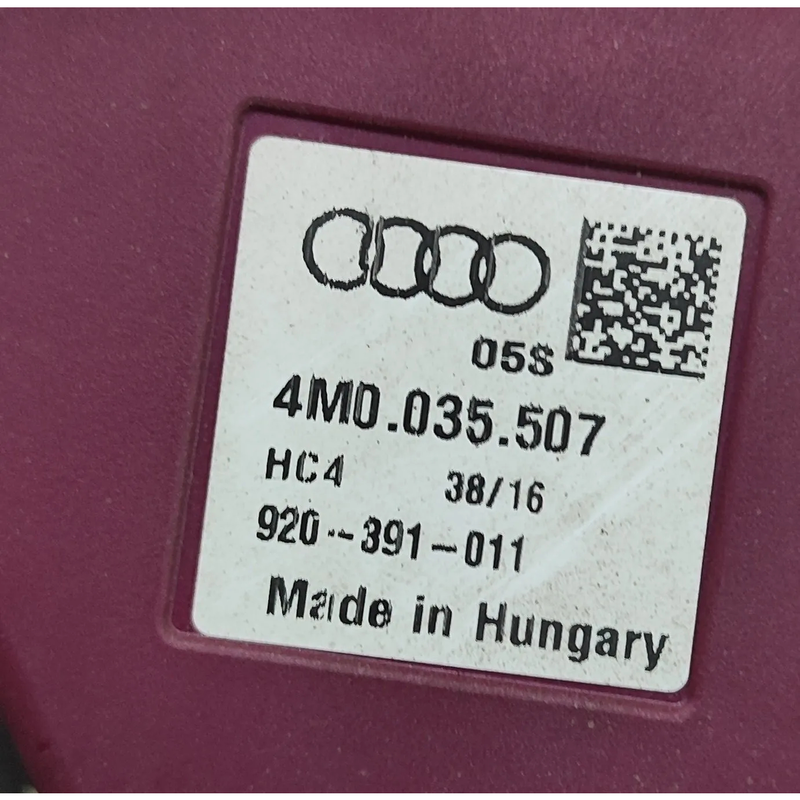 05S
4M0.035.507
HC4 38/16
920--391-011
Made in Hungary